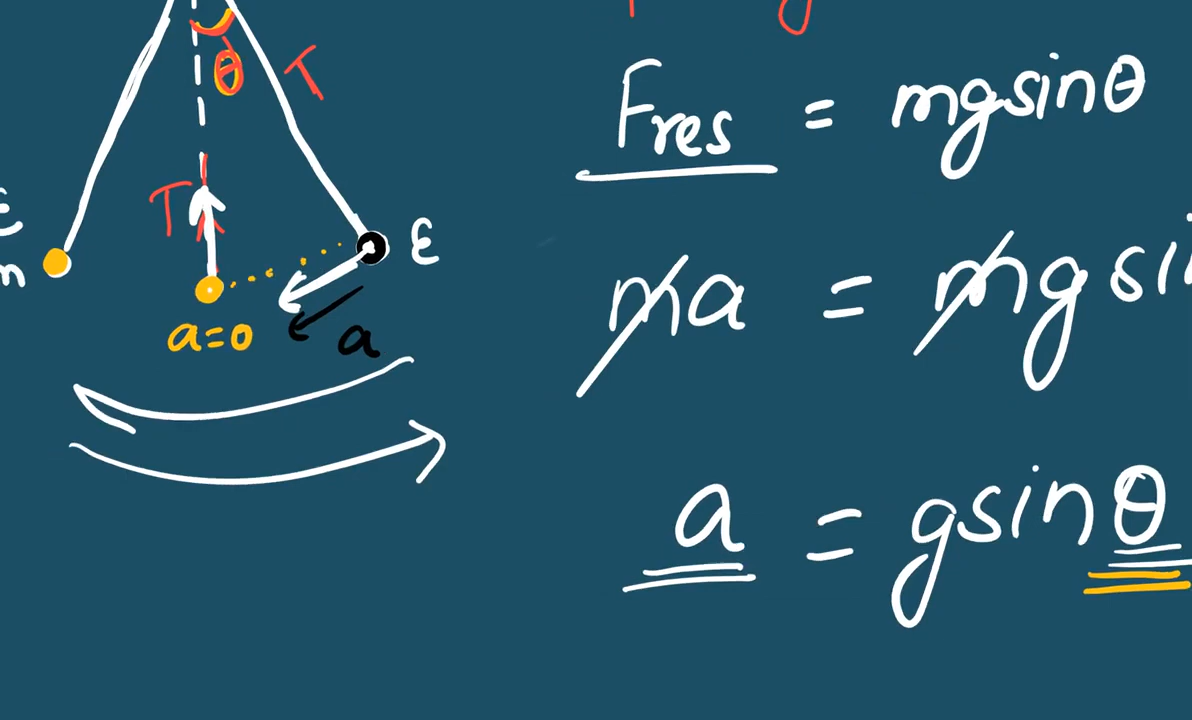 θ
T
T
ε
a=0
a
Fres = mgsinθ
ma = mgsi
a = gsinθ